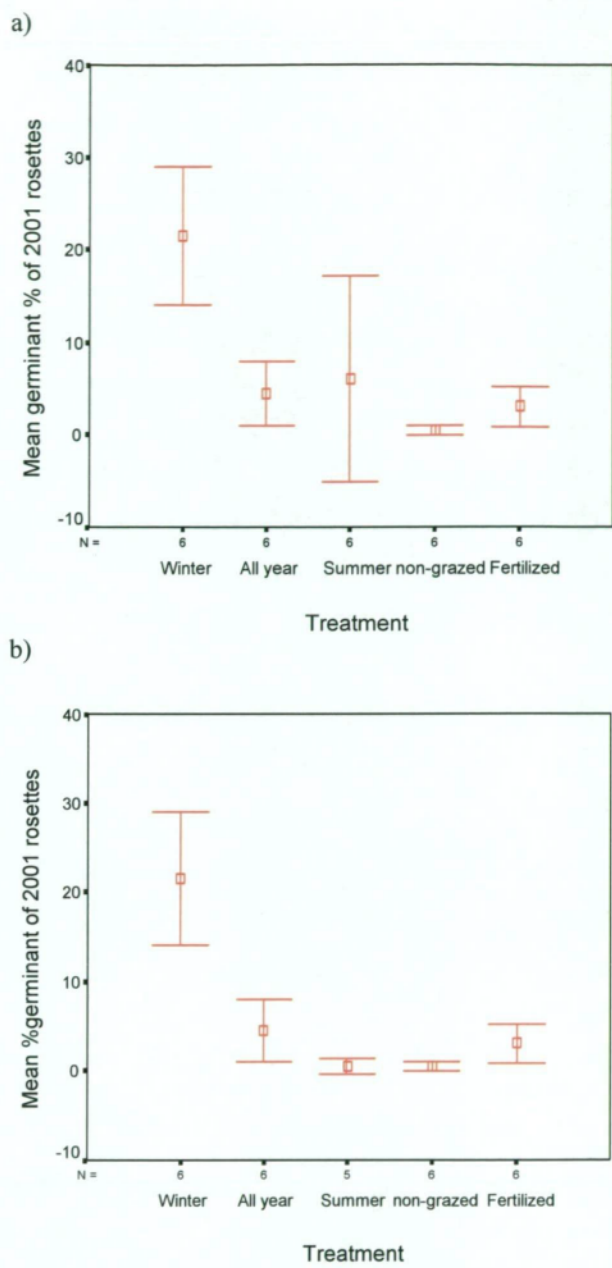 a)
40
30
20
10
0
-10
Mean germinant % of 2001 rosettes
N = 6 6 6 6 6
Winter All year Summer non-grazed Fertilized
Treatment
b)
40
30
20
10
0
-10
Mean %germinant of 2001 rosettes
N = 6 6 5 6 6
Winter All year Summer non-grazed Fertilized
Treatment